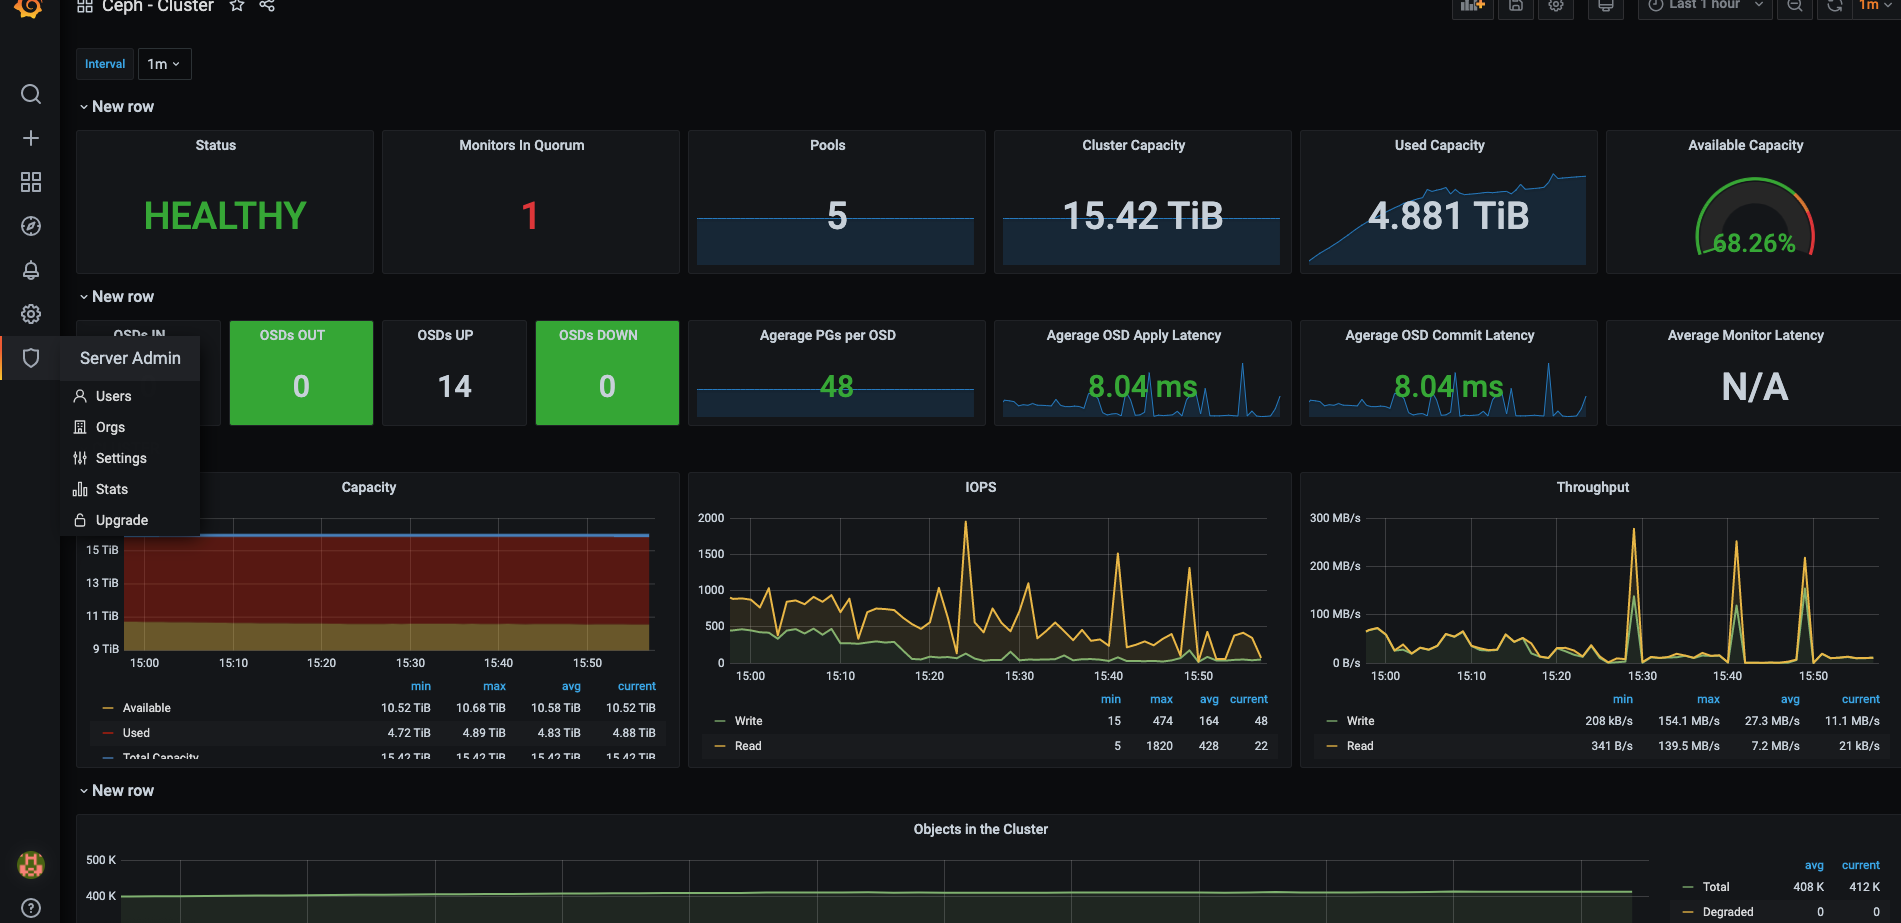 Ceph - Cluster
Last 1 hour
1m
Interval
1m
New row
Status
Monitors In Quorum
Pools
Cluster Capacity
Used Capacity
Available Capacity
HEALTHY
1
5
15.42 TiB
4.881 TiB
68.26%
New row
OSDs IN
OSDs OUT
OSDs UP
OSDs DOWN
Agerage PGs per OSD
Agerage OSD Apply Latency
Agerage OSD Commit Latency
Average Monitor Latency
0
14
0
48
8.04 ms
8.04 ms
N/A
Server Admin
Users
Orgs
Settings
Stats
Upgrade
Capacity
15 TiB
13 TiB
11 TiB
9 TiB
15:00 15:10 15:20 15:30 15:40 15:50
min max avg current
Available 10.52 TiB 10.68 TiB 10.58 TiB 10.52 TiB
Used 4.72 TiB 4.89 TiB 4.83 TiB 4.88 TiB
Total Capacity 15.42 TiB 15.42 TiB 15.42 TiB 15.42 TiB
IOPS
2000
1500
1000
500
0
15:00 15:10 15:20 15:30 15:40 15:50
min max avg current
Write 15 474 164 48
Read 5 1820 428 22
Throughput
300 MB/s
200 MB/s
100 MB/s
0 B/s
15:00 15:10 15:20 15:30 15:40 15:50
min max avg current
Write 208 kB/s 154.1 MB/s 27.3 MB/s 11.1 MB/s
Read 341 B/s 139.5 MB/s 7.2 MB/s 21 kB/s
New row
Objects in the Cluster
500 K
400 K
avg current
Total 408 K 412 K
Degraded 0 0